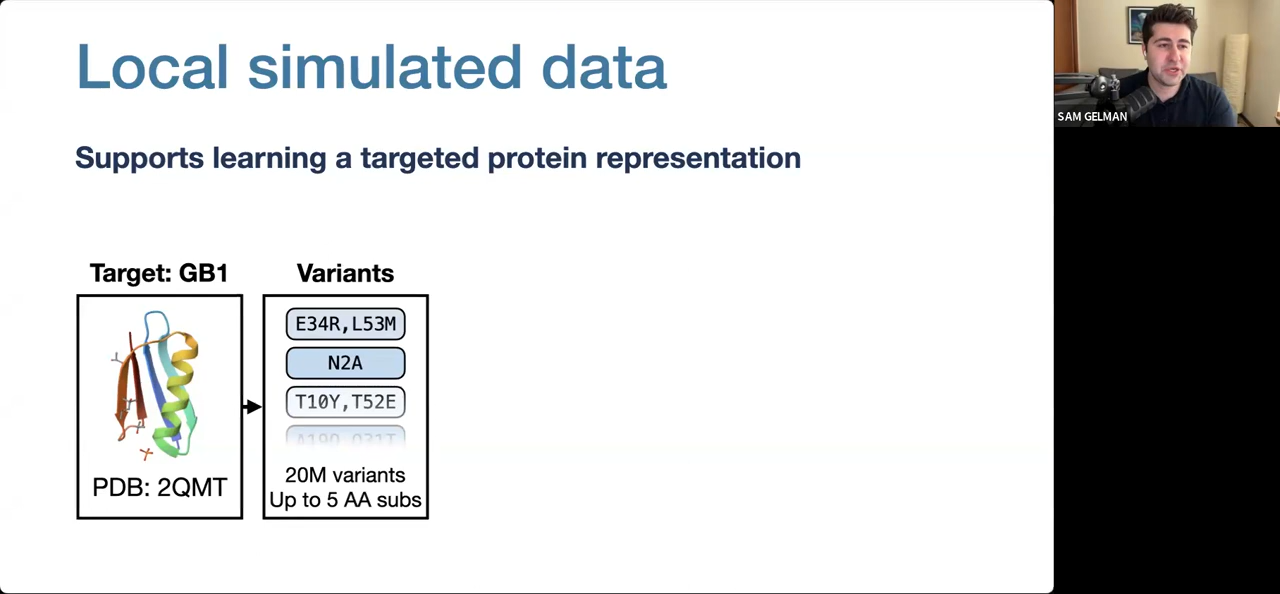 Local simulated data
SAM GELMAN
Supports learning a targeted protein representation
Target: GB1
Variants
E34R,L53M
N2A
T10Y,T52E
PDB: 2QMT
20M variants
Up to 5 AA subs